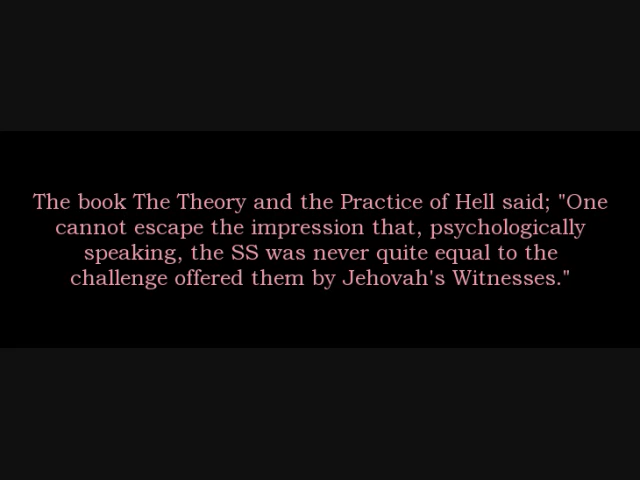 The book The Theory and the Practice of Hell said; "One
cannot escape the impression that, psychologically
speaking, the SS was never quite equal to the
challenge offered them by Jehovah's Witnesses."